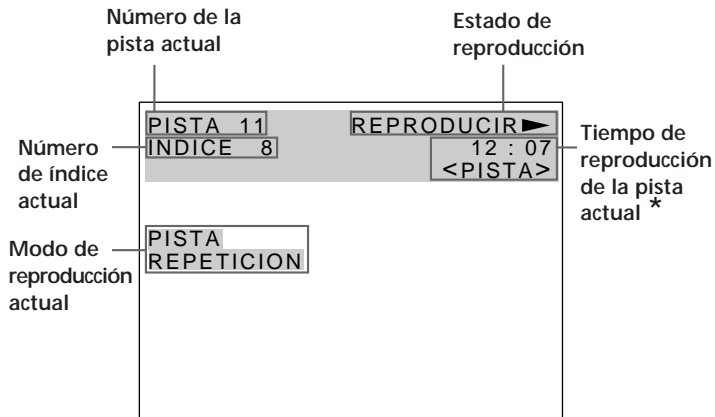 Número de la
pista actual
Estado de
reproducción
PISTA 11
REPRODUCIR
INDICE 8
12 : 07
<PISTA>
Número
de índice
actual
Tiempo de
reproducción
de la pista
actual *
PISTA
REPETICION
Modo de
reproducción
actual